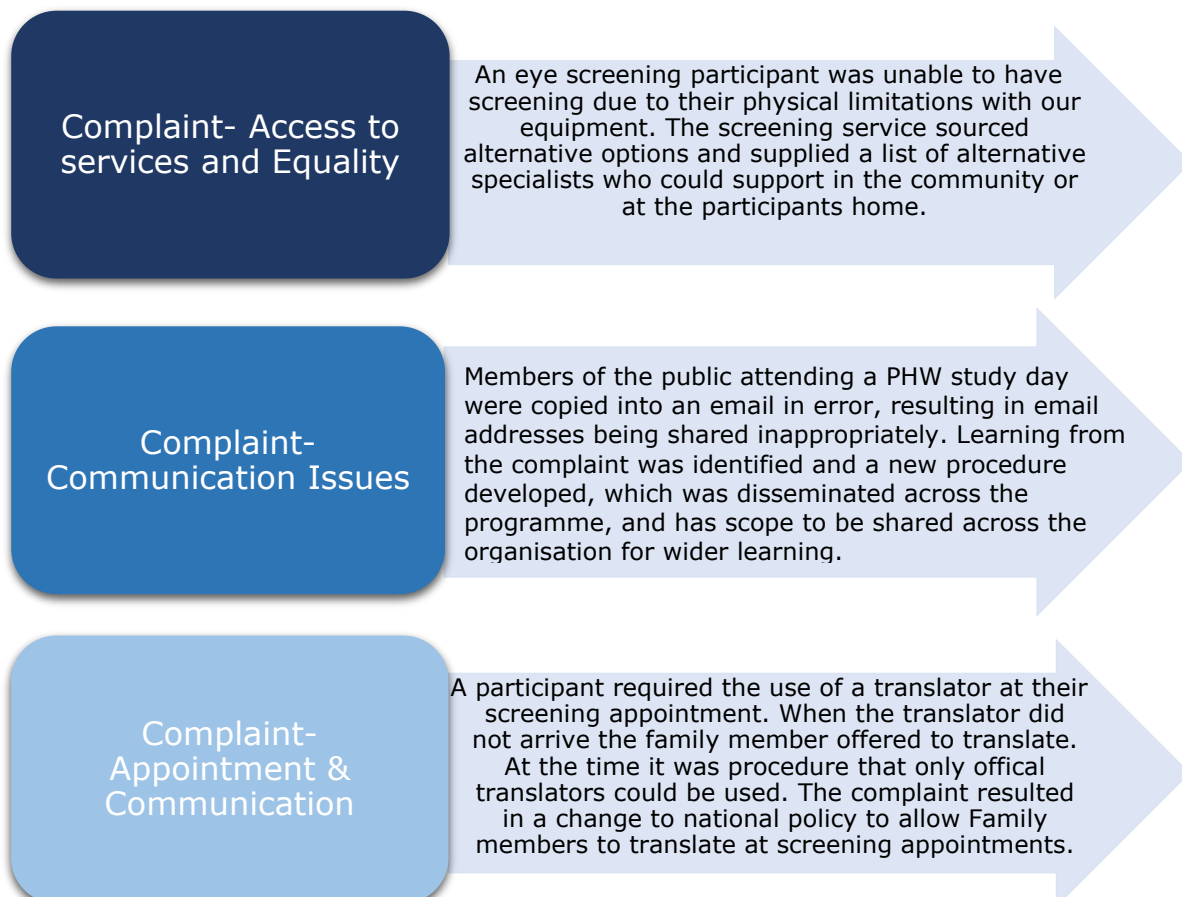 Complaint- Access to
services and Equality
An eye screening participant was unable to have
screening due to their physical limitations with our
equipment. The screening service sourced
alternative options and supplied a list of alternative
specialists who could support in the community or
at the participants home.
Complaint-
Communication Issues
Members of the public attending a PHW study day
were copied into an email in error, resulting in email
addresses being shared inappropriately. Learning from
the complaint was identified and a new procedure
developed, which was disseminated across the
programme, and has scope to be shared across the
organisation for wider learning.
Complaint-
Appointment &
Communication
A participant required the use of a translator at their
screening appointment. When the translator did
not arrive the family member offered to translate.
At the time it was procedure that only offical
translators could be used. The complaint resulted
in a change to national policy to allow Family
members to translate at screening appointments.